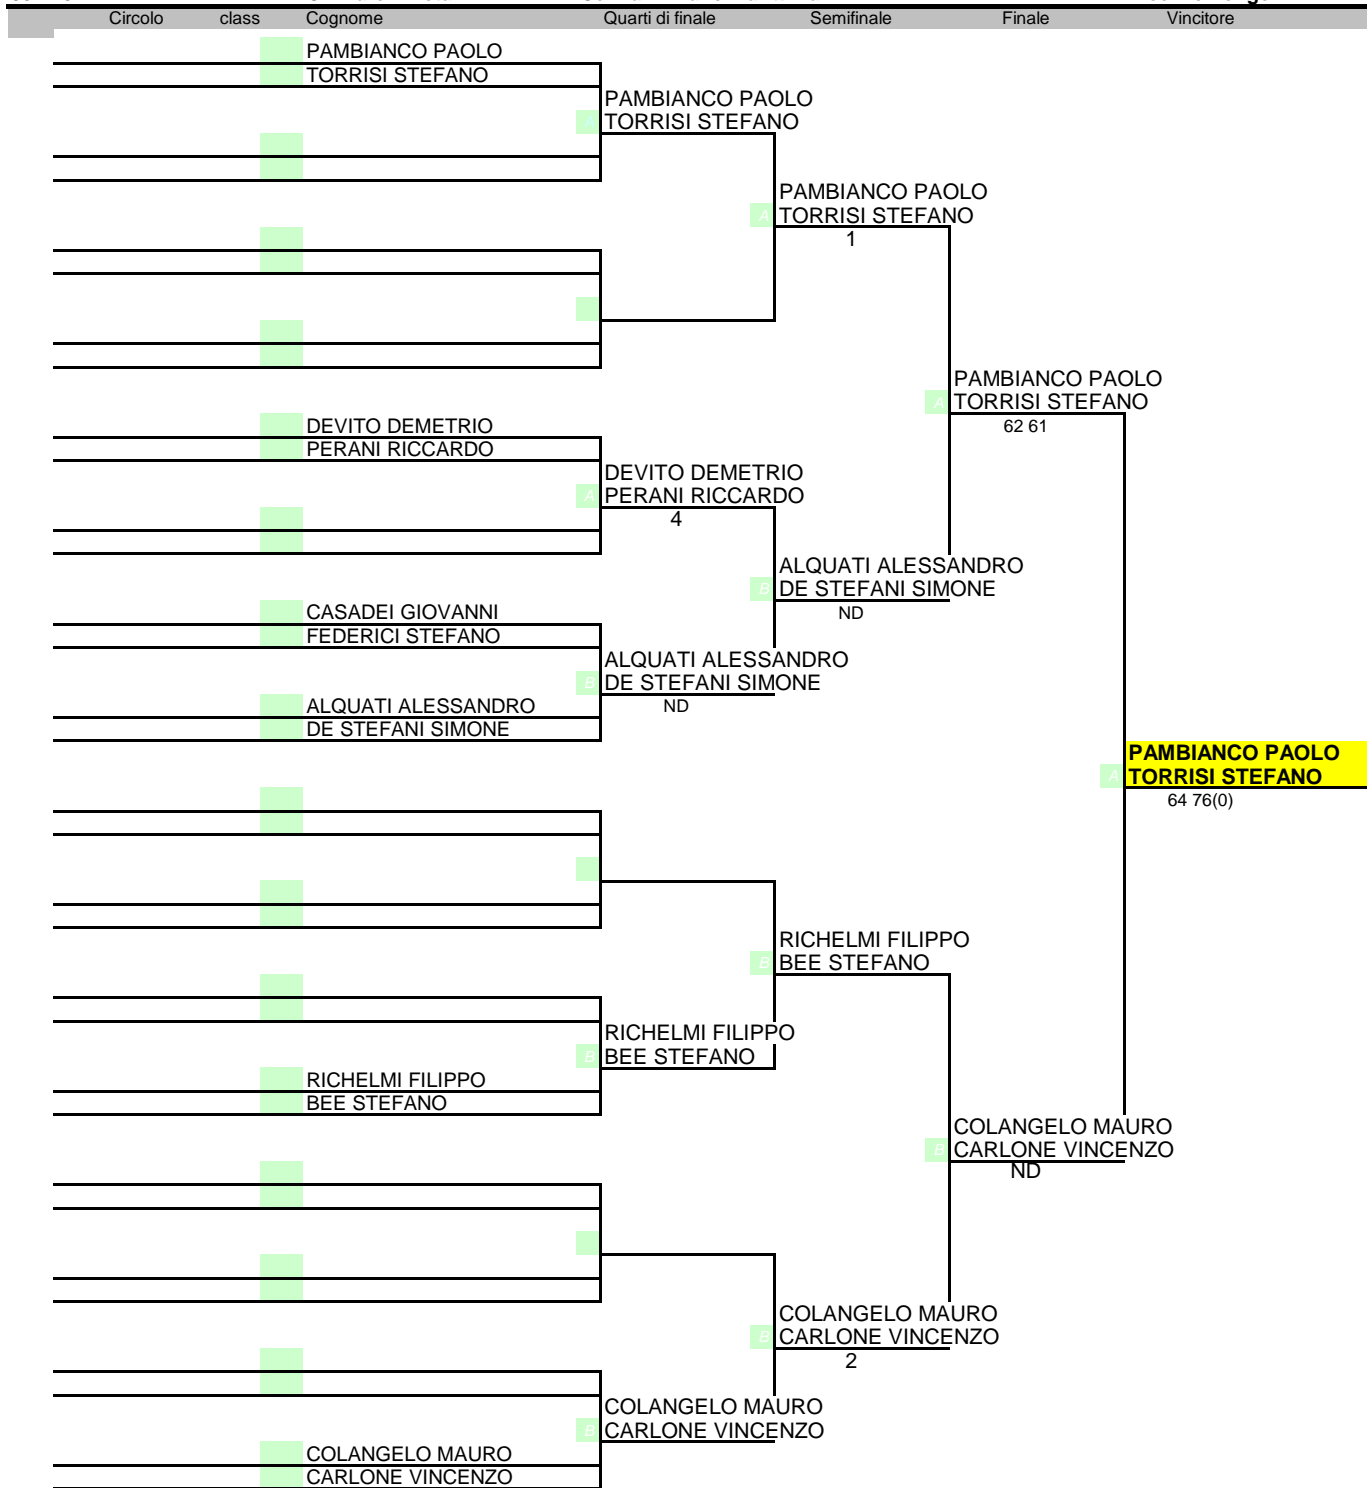 Circolo class Cognome Quarti di finale Semifinale Finale Vincitore
PAMBIANCO PAOLO
TORRISI STEFANO
PAMBIANCO PAOLO
TORRISI STEFANO
PAMBIANCO PAOLO
A TORRISI STEFANO
1
PAMBIANCO PAOLO
A TORRISI STEFANO
62 61
DEVITO DEMETRIO
PERANI RICCARDO
DEVITO DEMETRIO
A PERANI RICCARDO
4
ALQUATI ALESSANDRO
B DE STEFANI SIMONE
ND
CASADEI GIOVANNI
FEDERICI STEFANO
ALQUATI ALESSANDRO
B DE STEFANI SIMONE
ND
ALQUATI ALESSANDRO
DE STEFANI SIMONE
PAMBIANCO PAOLO
A TORRISI STEFANO
64 76(0)
RICHELMI FILIPPO
B BEE STEFANO
RICHELMI FILIPPO
B BEE STEFANO
RICHELMI FILIPPO
BEE STEFANO
COLANGELO MAURO
B CARLONE VINCENZO
ND
COLANGELO MAURO
B CARLONE VINCENZO
2
COLANGELO MAURO
B CARLONE VINCENZO
COLANGELO MAURO
CARLONE VINCENZO